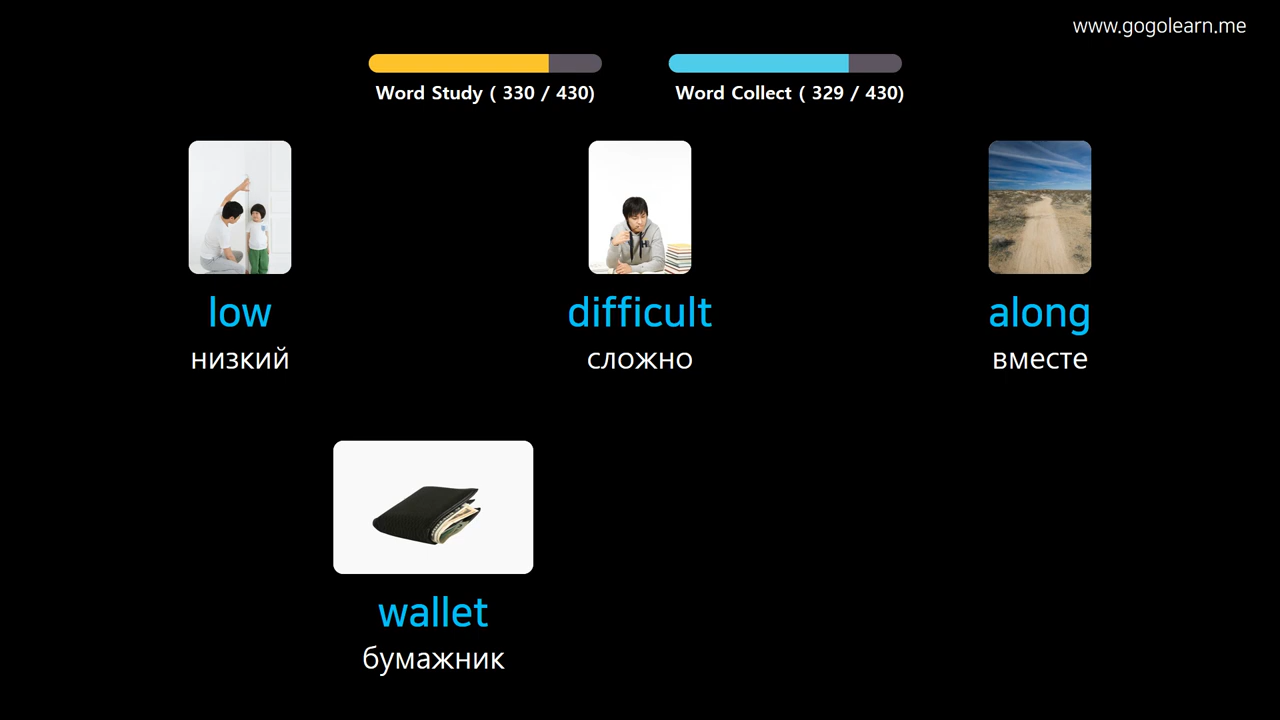 www.gogolearn.me
Word Study ( 330 / 430)
Word Collect ( 329 / 430)
low
низкий
difficult
сложно
along
вместе
wallet
бумажник